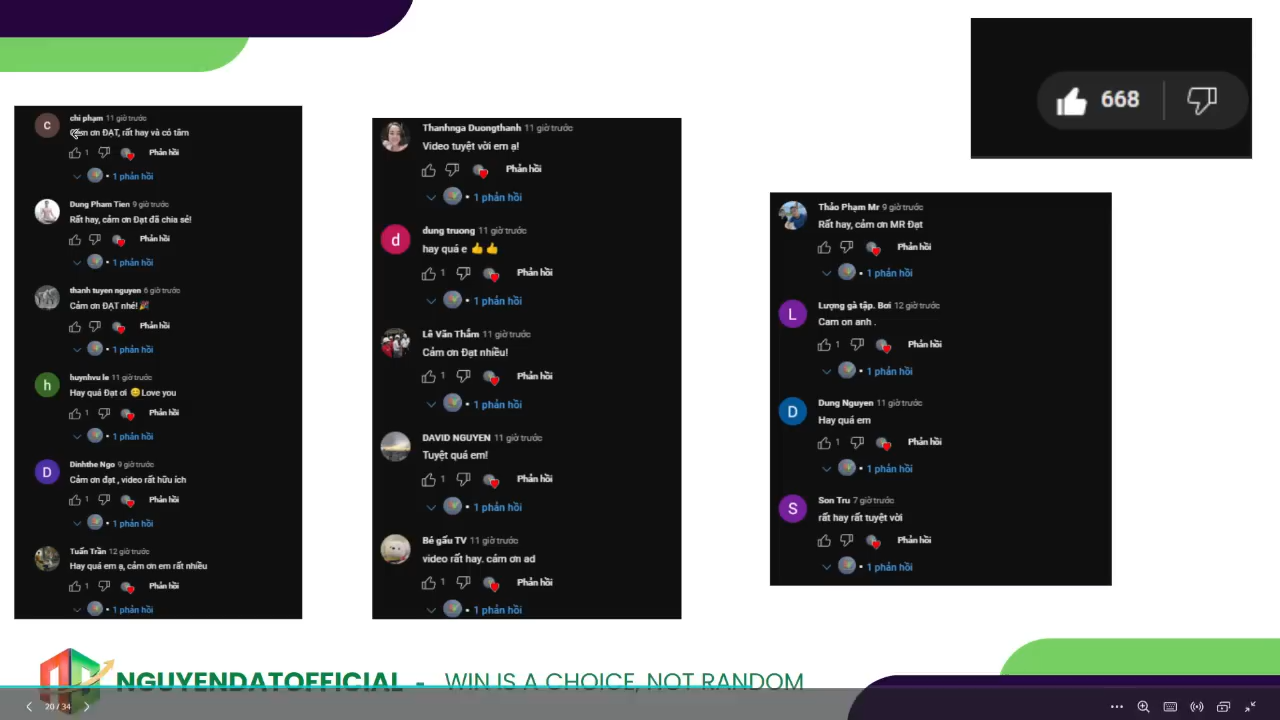 668
C
chi phạm 11 giờ trước
Cảm ơn ĐẠT, rất hay và có tâm
1 Phản hồi
• 1 phản hồi
Dung Pham Tien 9 giờ trước
Rất hay, cảm ơn Đạt đã chia sẻ!
Phản hồi
• 1 phản hồi
thanh tuyen nguyen 6 giờ trước
Cảm ơn ĐẠT nhé!🎉
Phản hồi
• 1 phản hồi
h
huynhvu le 11 giờ trước
Hay quá Đạt ơi 😊Love you
1 Phản hồi
• 1 phản hồi
D
Dinhthe Ngo 9 giờ trước
Cảm ơn đạt , video rất hữu ích
1 Phản hồi
• 1 phản hồi
Tuấn Trần 12 giờ trước
Hay quá em ạ, cảm ơn em rất nhiều
1 Phản hồi
• 1 phản hồi
Thanhnga Duongthanh 11 giờ trước
Video tuyệt vời em ạ!
Phản hồi
• 1 phản hồi
d
dung truong 11 giờ trước
hay quá e 👍👍
1 Phản hồi
• 1 phản hồi
Lê Văn Thắm 11 giờ trước
Cảm ơn Đạt nhiều!
1 Phản hồi
• 1 phản hồi
DAVID NGUYEN 11 giờ trước
Tuyệt quá em!
1 Phản hồi
• 1 phản hồi
Bé gấu TV 11 giờ trước
video rất hay. cảm ơn ad
1 Phản hồi
• 1 phản hồi
Thảo Phạm Mr 9 giờ trước
Rất hay, cảm ơn MR Đạt
Phản hồi
• 1 phản hồi
L
Lượng gà tập. Bơi 12 giờ trước
Cam on anh .
1 Phản hồi
• 1 phản hồi
D
Dung Nguyen 11 giờ trước
Hay quá em
1 Phản hồi
• 1 phản hồi
S
Son Tru 7 giờ trước
rất hay rất tuyệt vời
Phản hồi
• 1 phản hồi
NGUYENDATOFFICIAL - WIN IS A CHOICE, NOT RANDOM
20 / 34